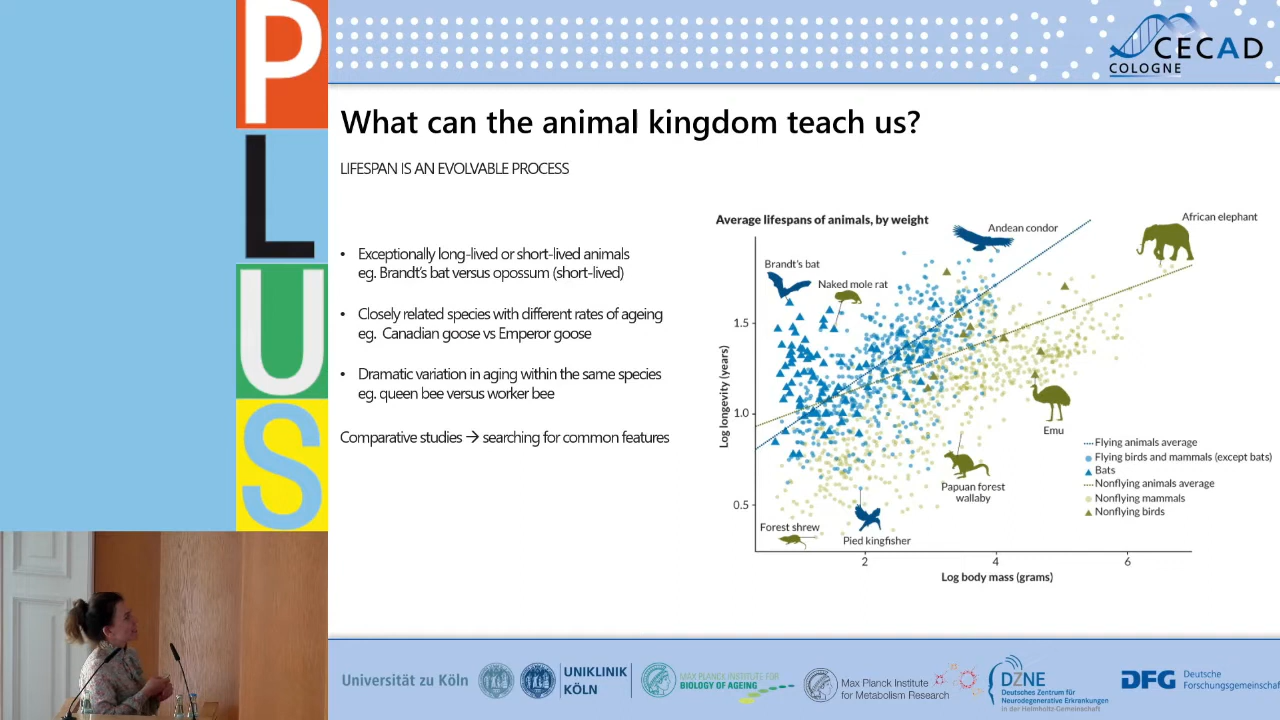 PLUS
CECAD
COLOGNE
What can the animal kingdom teach us?
LIFESPAN IS AN EVOLVABLE PROCESS
• Exceptionally long-lived or short-lived animals
eg. Brandt's bat versus opossum (short-lived)
• Closely related species with different rates of ageing
eg. Canadian goose vs Emperor goose
• Dramatic variation in aging within the same species
eg. queen bee versus worker bee
Comparative studies → searching for common features
Average lifespans of animals, by weight
African elephant
Andean condor
Brandt's bat
Naked mole rat
1.5
1.0
0.5
Log longevity (years)
Emu
Papuan forest
wallaby
Forest shrew
Pied kingfisher
Flying animals average
Flying birds and mammals (except bats)
Bats
Nonflying animals average
Nonflying mammals
Nonflying birds
2 4 6
Log body mass (grams)
Universität zu Köln
UNIKLINIK
KÖLN
MAX PLANCK INSTITUTE FOR
BIOLOGY OF AGEING
Max Planck Institute
for Metabolism Research
DZNE
Deutsches Zentrum für
Neurodegenerative Erkrankungen
in der Helmholtz-Gemeinschaft
DFG
Deutsche
Forschungsgemeinschaf